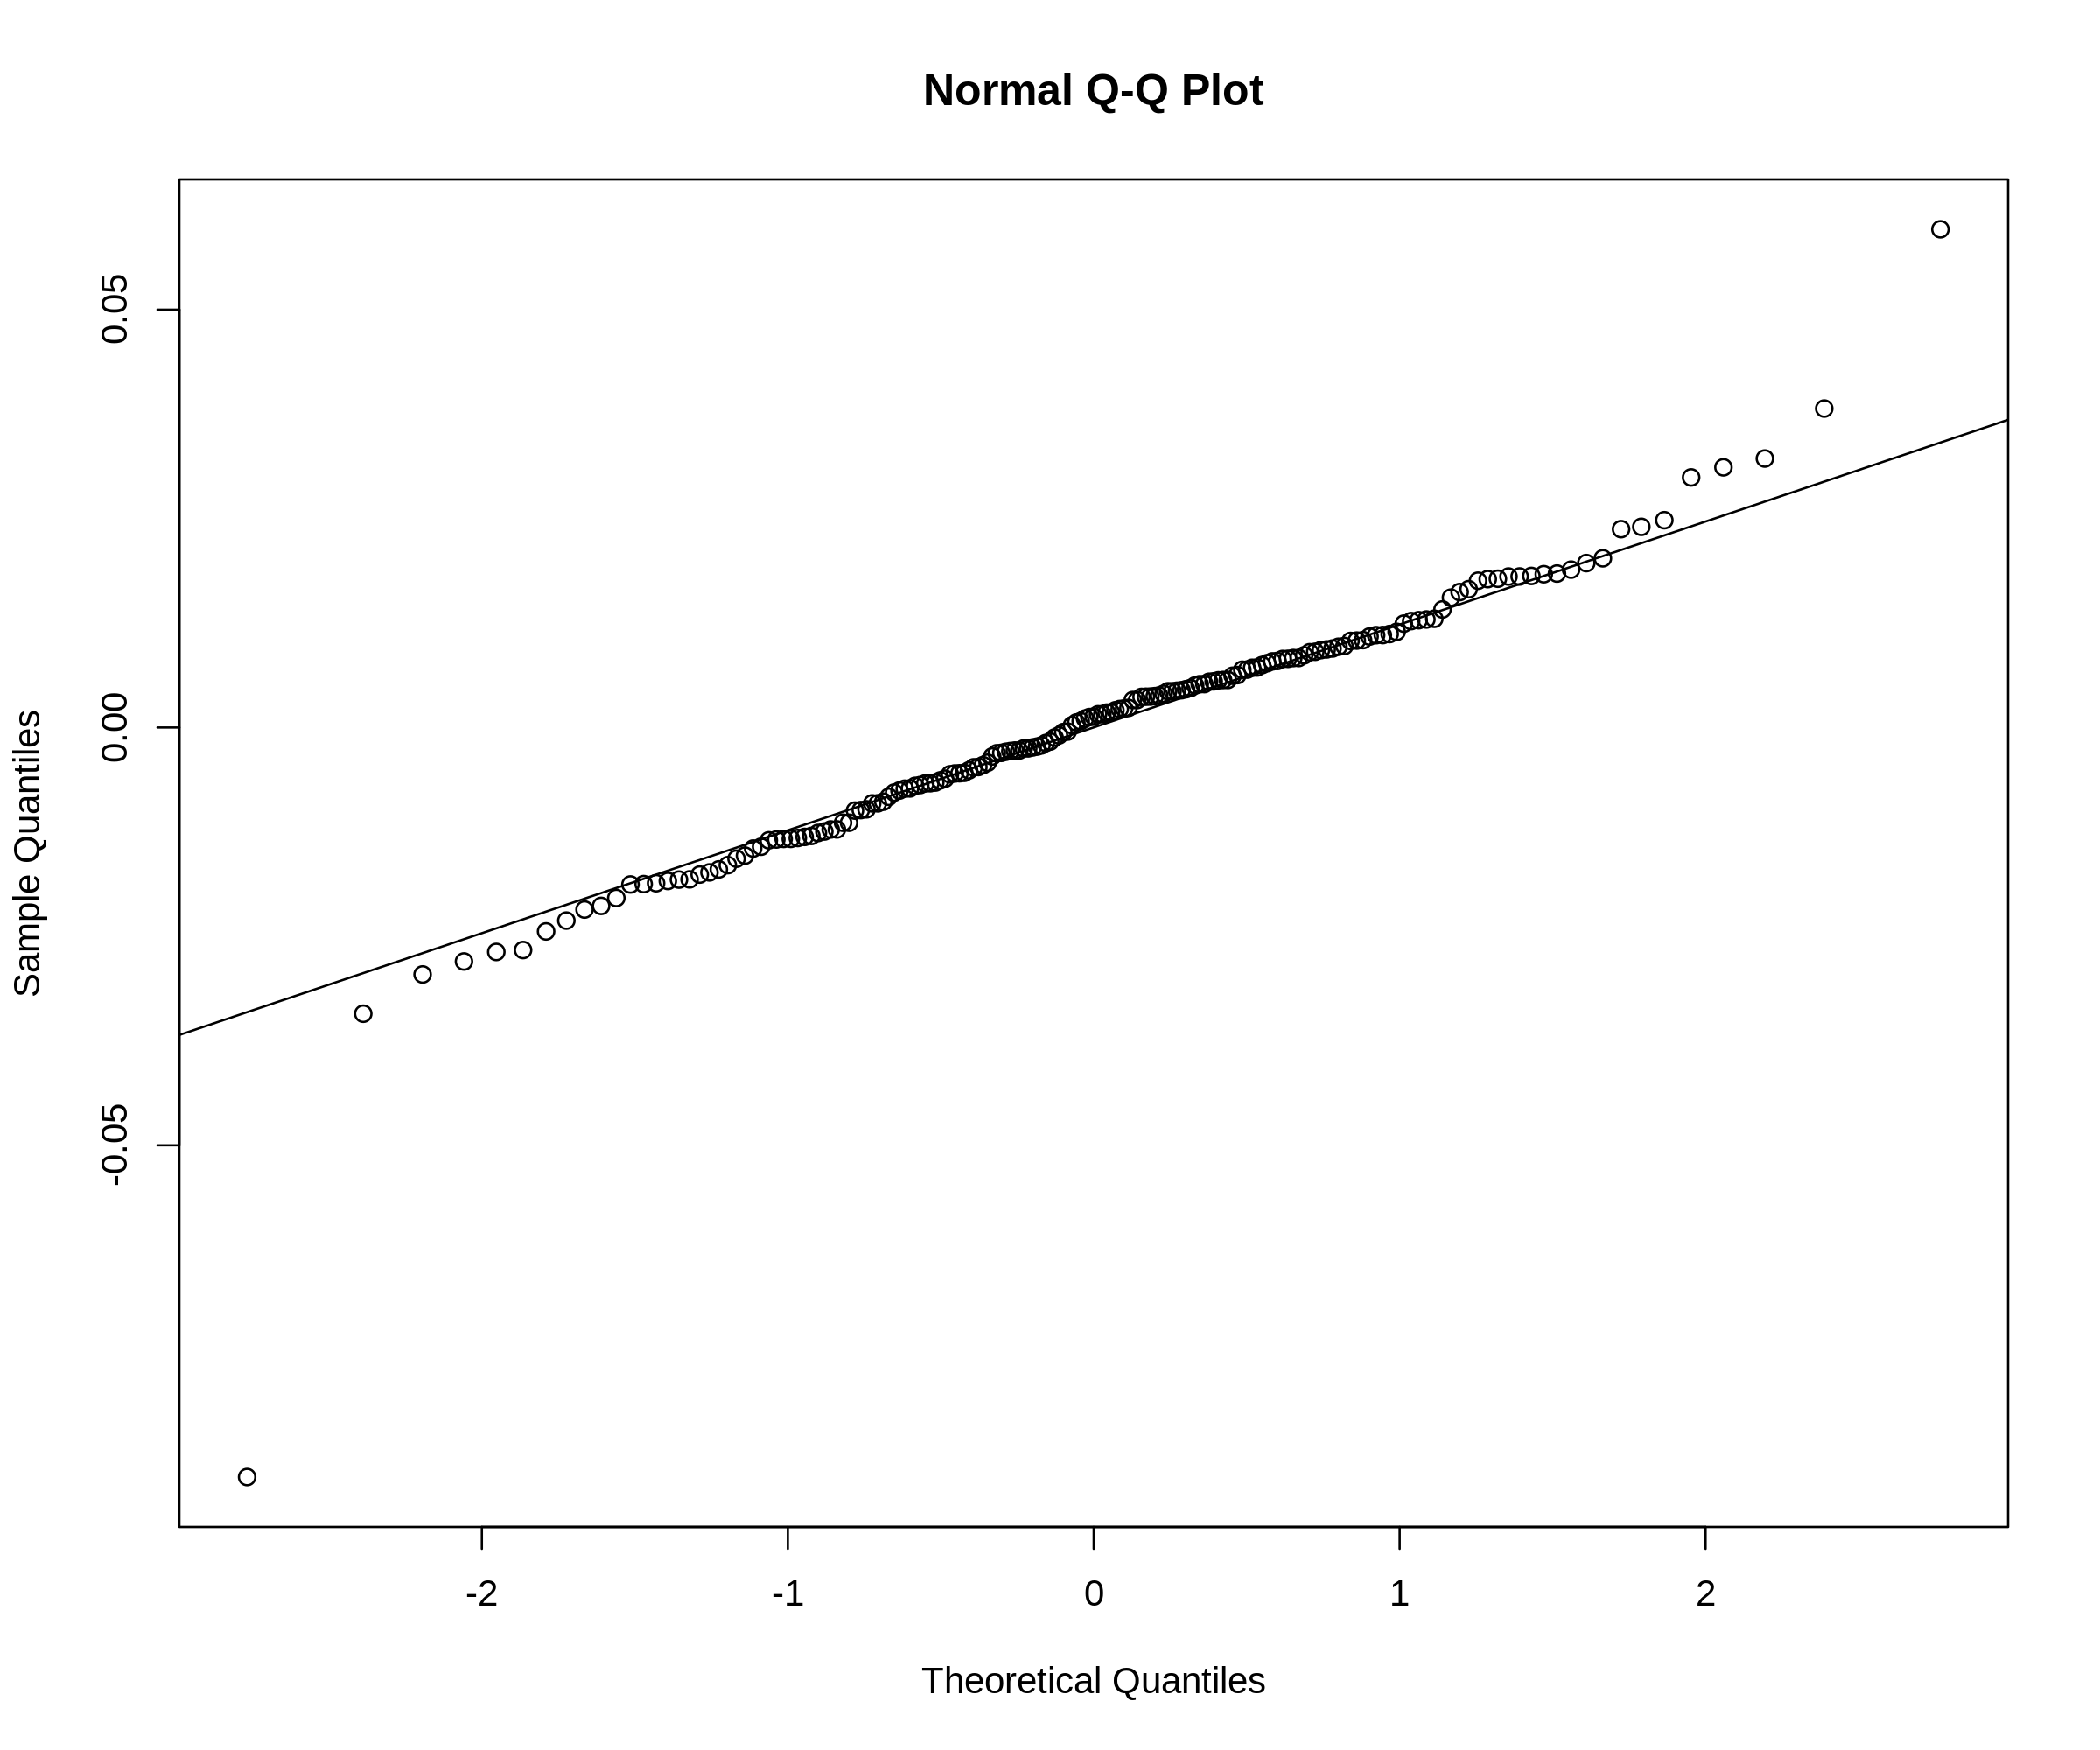 Normal Q-Q Plot
Sample Quantiles
0.05
0.00
-0.05
-2
-1
0
1
2
Theoretical Quantiles